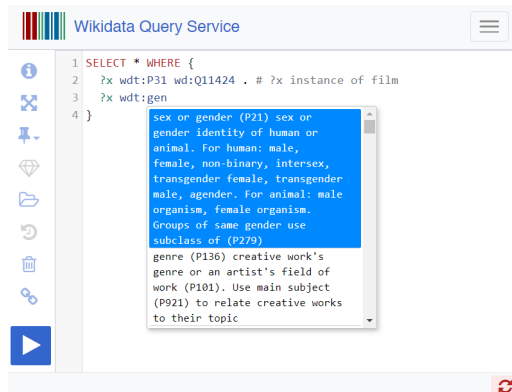 Wikidata Query Service
1 SELECT * WHERE {
2 ?x wdt:P31 wd:Q11424 . # ?x instance of film
3 ?x wdt:gen
4 }
sex or gender (P21) sex or
gender identity of human or
animal. For human: male,
female, non-binary, intersex,
transgender female, transgender
male, agender. For animal: male
organism, female organism.
Groups of same gender use
subclass of (P279)
genre (P136) creative work's
genre or an artist's field of
work (P101). Use main subject
(P921) to relate creative works
to their topic